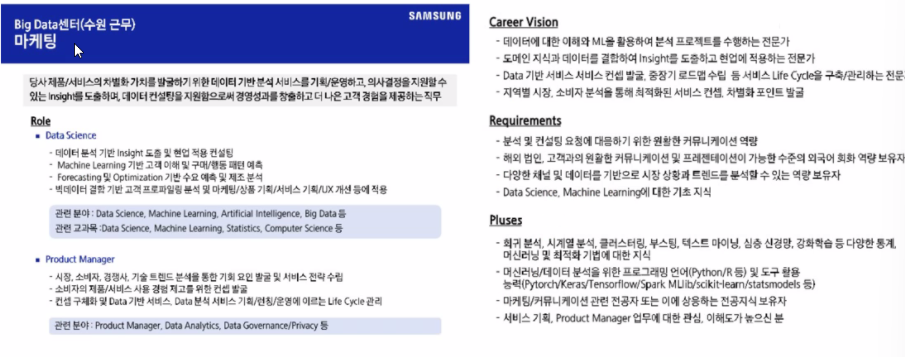 Big Data센터(수원 근무)
마케팅
SAMSUNG
당사 제품/서비스의 차별화 가치를 발굴하기 위한 데이터 기반 분석 서비스를 기획/운영하고, 의사결정을 지원할 수
있는 Insight를 도출하며, 데이터 컨설팅을 지원함으로써 경영성과를 창출하고 더 나은 고객 경험을 제공하는 직무
Role
▪ Data Science
- 데이터 분석 기반 Insight 도출 및 현업 적용 컨설팅
- Machine Learning 기반 고객 이해 및 구매/행동 패턴 예측
- Forecasting 및 Optimization 기반 수요 예측 및 제조 분석
- 빅데이터 결합 기반 고객 프로파일링 분석 및 마케팅/상품 기획/서비스 기획/UX 개선 등에 적용
관련 분야 : Data Science, Machine Learning, Artificial Intelligence, Big Data 등
관련 교과목 :Data Science, Machine Learning, Statistics, Computer Science 등
▪ Product Manager
- 시장, 소비자, 경쟁사, 기술 트렌드 분석을 통한 기회 요인 발굴 및 서비스 전략 수립
- 소비자의 제품/서비스 사용 경험 제고를 위한 컨셉 발굴
- 컨셉 구체화 및 Data 기반 서비스, Data 분석 서비스 기획/런칭/운영에 이르는 Life Cycle 관리
관련 분야 : Product Manager, Data Analytics, Data Governance/Privacy 등
Career Vision
- 데이터에 대한 이해와 ML을 활용하여 분석 프로젝트를 수행하는 전문가
- 도메인 지식과 데이터를 결합하여 Insight를 도출하고 현업에 적용하는 전문가
- Data 기반 서비스 서비스 컨셉 발굴, 중장기 로드맵 수립 등 서비스 Life Cycle을 구축/관리하는 전문
- 지역별 시장, 소비자 분석을 통해 최적화된 서비스 컨셉, 차별화 포인트 발굴
Requirements
- 분석 및 컨설팅 요청에 대응하기 위한 원활한 커뮤니케이션 역량
- 해외 법인, 고객과의 원활한 커뮤니케이션 및 프레젠테이션이 가능한 수준의 외국어 회화 역량 보유자
- 다양한 채널 및 데이터를 기반으로 시장 상황과 트렌드를 분석할 수 있는 역량 보유자
- Data Science, Machine Learning에 대한 기초 지식
Pluses
- 회귀 분석, 시계열 분석, 클러스터링, 부스팅, 텍스트 마이닝, 심층 신경망, 강화학습 등 다양한 통계,
머신러닝 및 최적화 기법에 대한 지식
- 머신러닝/데이터 분석을 위한 프로그래밍 언어(Python/R 등) 및 도구 활용
능력(Pytorch/Keras/Tensorflow/Spark MLlib/scikit-learn/statsmodels 등)
- 마케팅/커뮤니케이션 관련 전공자 또는 이에 상응하는 전공지식 보유자
- 서비스 기획, Product Manager 업무에 대한 관심, 이해도가 높으신 분